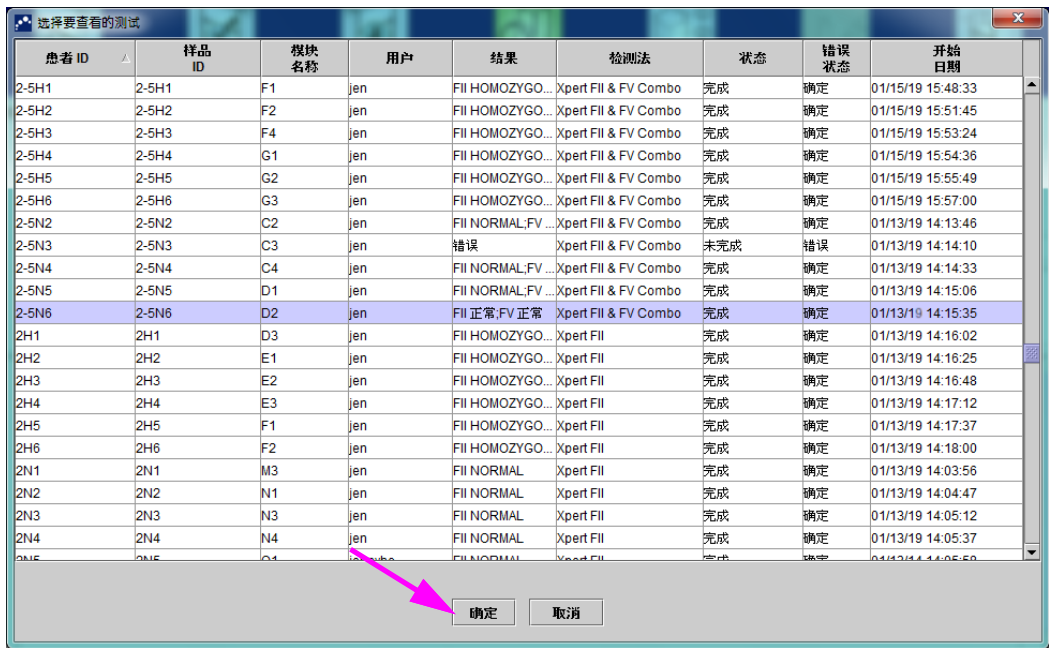 选择要查看的测试
患者 ID 样品 ID 模块 名称 用户 结果 检测法 状态 错误 状态 开始 日期
2-5H1 2-5H1 F1 jen FII HOMOZYGO... Xpert FII & FV Combo 完成 确定 01/15/19 15:48:33
2-5H2 2-5H2 F2 jen FII HOMOZYGO... Xpert FII & FV Combo 完成 确定 01/15/19 15:51:45
2-5H3 2-5H3 F4 jen FII HOMOZYGO... Xpert FII & FV Combo 完成 确定 01/15/19 15:53:24
2-5H4 2-5H4 G1 jen FII HOMOZYGO... Xpert FII & FV Combo 完成 确定 01/15/19 15:54:36
2-5H5 2-5H5 G2 jen FII HOMOZYGO... Xpert FII & FV Combo 完成 确定 01/15/19 15:55:49
2-5H6 2-5H6 G3 jen FII HOMOZYGO... Xpert FII & FV Combo 完成 确定 01/15/19 15:57:00
2-5N2 2-5N2 C2 jen FII NORMAL;FV ... Xpert FII & FV Combo 完成 确定 01/13/19 14:13:46
2-5N3 2-5N3 C3 jen 错误 Xpert FII & FV Combo 未完成 错误 01/13/19 14:14:10
2-5N4 2-5N4 C4 jen FII NORMAL;FV ... Xpert FII & FV Combo 完成 确定 01/13/19 14:14:33
2-5N5 2-5N5 D1 jen FII NORMAL;FV ... Xpert FII & FV Combo 完成 确定 01/13/19 14:15:06
2-5N6 2-5N6 D2 jen FII 正常;FV 正常 Xpert FII & FV Combo 完成 确定 01/13/19 14:15:35
2H1 2H1 D3 jen FII HOMOZYGO... Xpert FII 完成 确定 01/13/19 14:16:02
2H2 2H2 E1 jen FII HOMOZYGO... Xpert FII 完成 确定 01/13/19 14:16:25
2H3 2H3 E2 jen FII HOMOZYGO... Xpert FII 完成 确定 01/13/19 14:16:48
2H4 2H4 E3 jen FII HOMOZYGO... Xpert FII 完成 确定 01/13/19 14:17:12
2H5 2H5 F1 jen FII HOMOZYGO... Xpert FII 完成 确定 01/13/19 14:17:37
2H6 2H6 F2 jen FII HOMOZYGO... Xpert FII 完成 确定 01/13/19 14:18:00
2N1 2N1 M3 jen FII NORMAL Xpert FII 完成 确定 01/13/19 14:03:56
2N2 2N2 N1 jen FII NORMAL Xpert FII 完成 确定 01/13/19 14:04:47
2N3 2N3 N3 jen FII NORMAL Xpert FII 完成 确定 01/13/19 14:05:12
2N4 2N4 N4 jen FII NORMAL Xpert FII 完成 确定 01/13/19 14:05:37
确定 取消